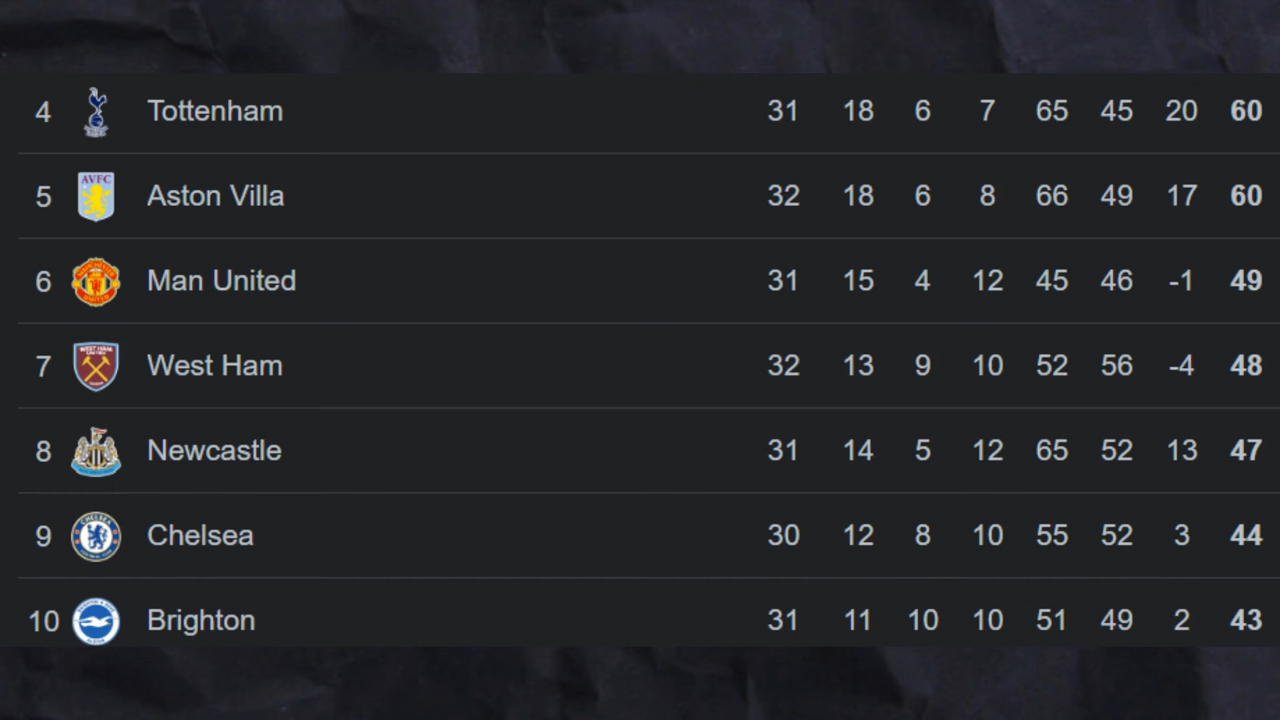 4 Tottenham 31 18 6 7 65 45 20 60
AVFC
5 Aston Villa 32 18 6 8 66 49 17 60
6 Man United 31 15 4 12 45 46 -1 49
7 West Ham 32 13 9 10 52 56 -4 48
8 Newcastle 31 14 5 12 65 52 13 47
9 Chelsea 30 12 8 10 55 52 3 44
10 Brighton 31 11 10 10 51 49 2 43